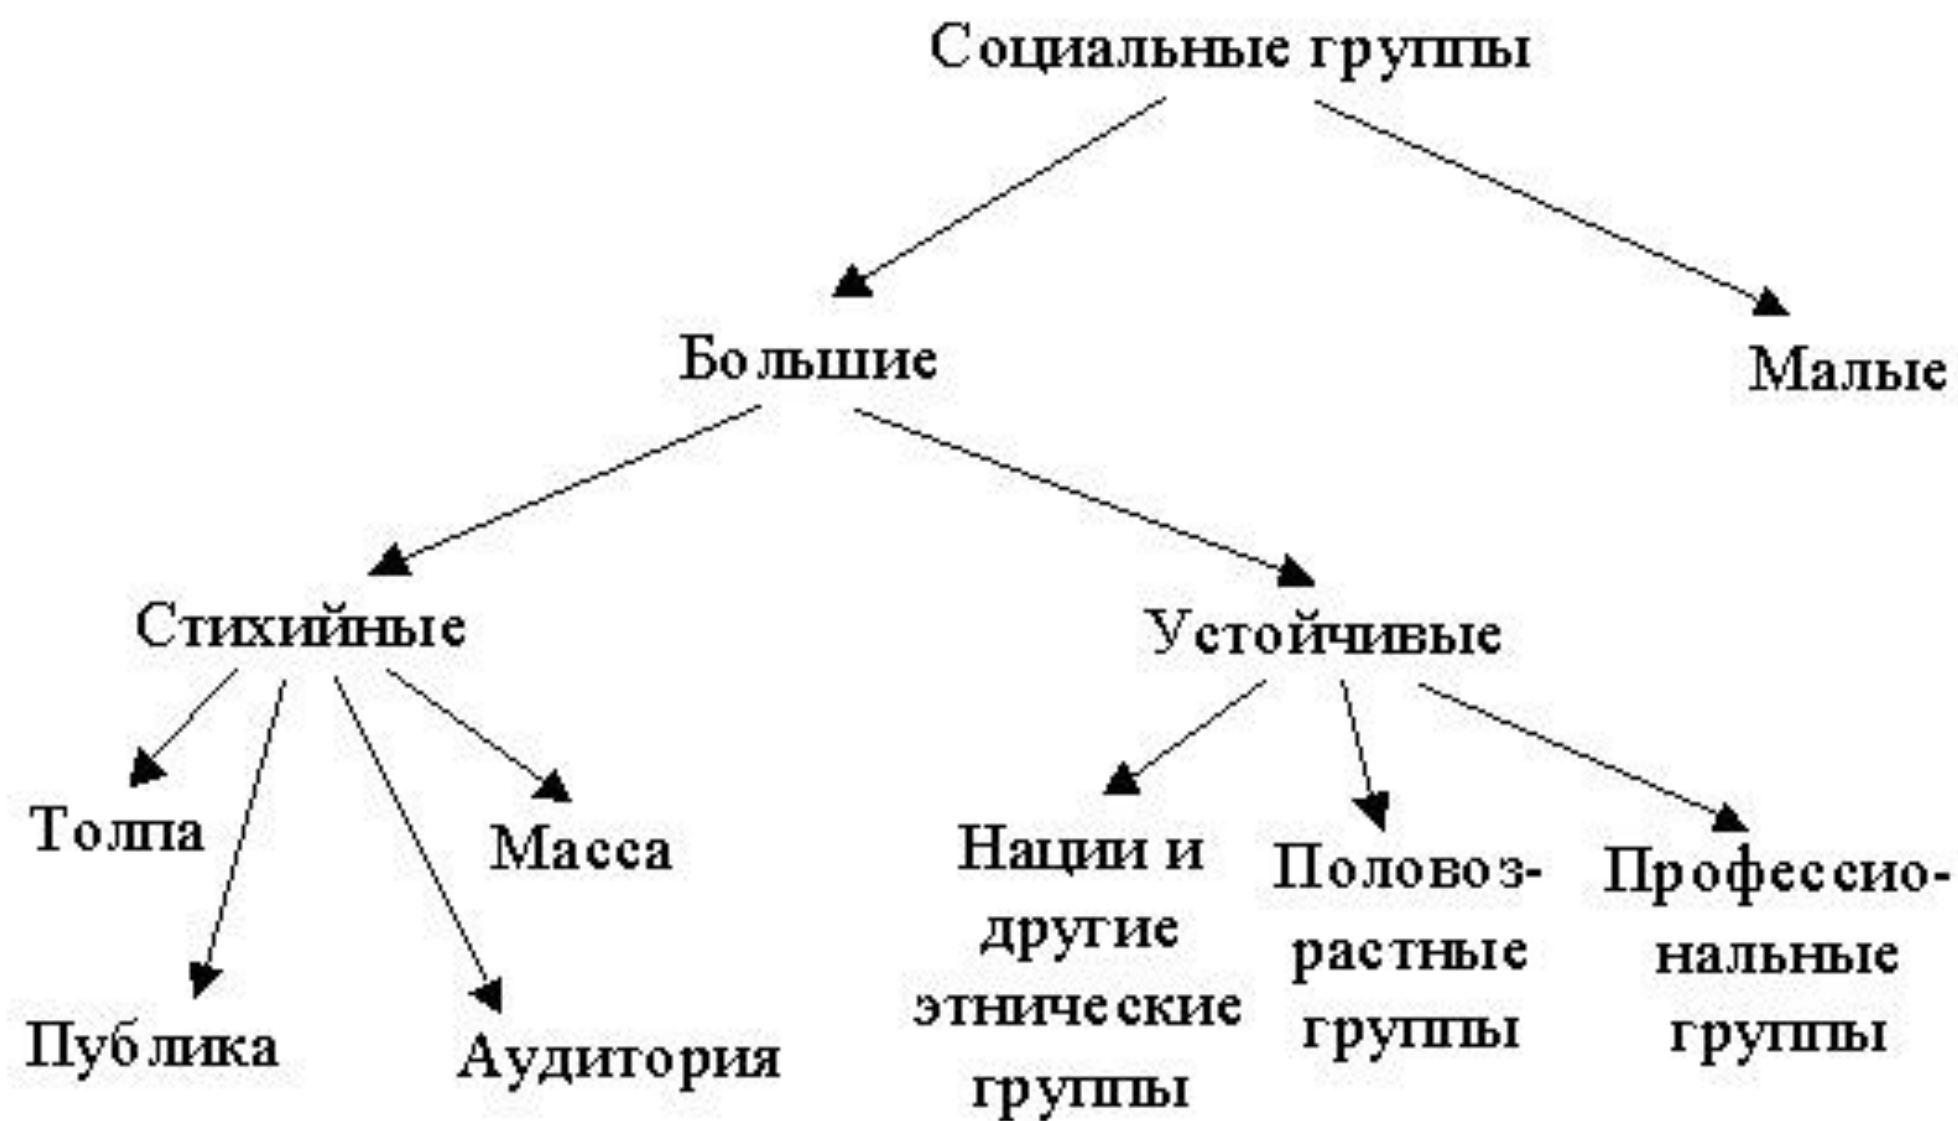 Социальные группы
Большие
Малые
Стихийные
Устойчивые
Толпа
Масса
Публика
Аудитория
Нации и
другие
этнические
группы
Половоз-
растные
группы
Профессио-
нальные
группы